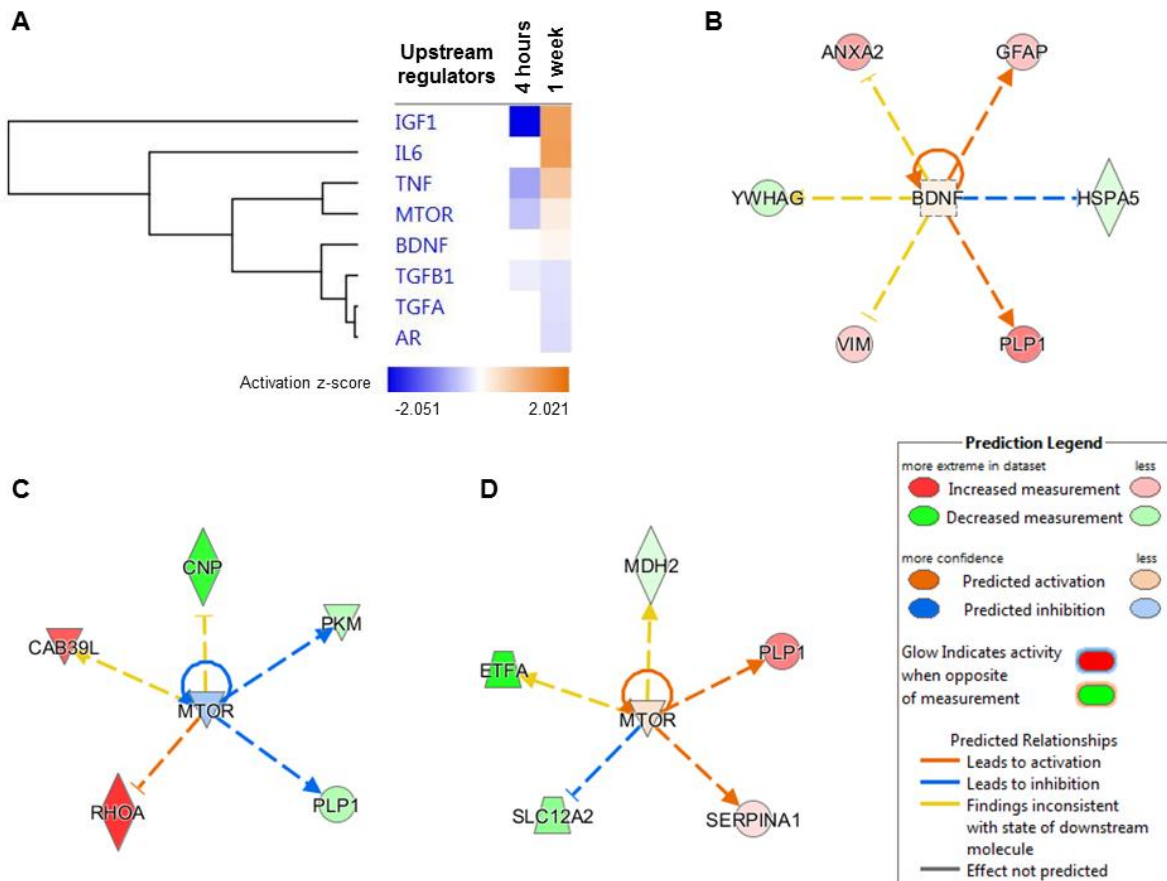 A
Upstream
regulators
4 hours
1 week
IGF1
IL6
TNF
MTOR
BDNF
TGFB1
TGFA
AR
Activation z-score
-2.051 2.021
B
ANXA2 GFAP
YWHAG BDNF HSPA5
VIM PLP1
C
CNP
CAB39L PKM
MTOR
RHOA PLP1
D
MDH2
ETFA PLP1
MTOR
SLC12A2 SERPINA1
Prediction Legend
more extreme in dataset less
Increased measurement
Decreased measurement
more confidence less
Predicted activation
Predicted inhibition
Glow Indicates activity
when opposite
of measurement
Predicted Relationships
Leads to activation
Leads to inhibition
Findings inconsistent
with state of downstream
molecule
Effect not predicted